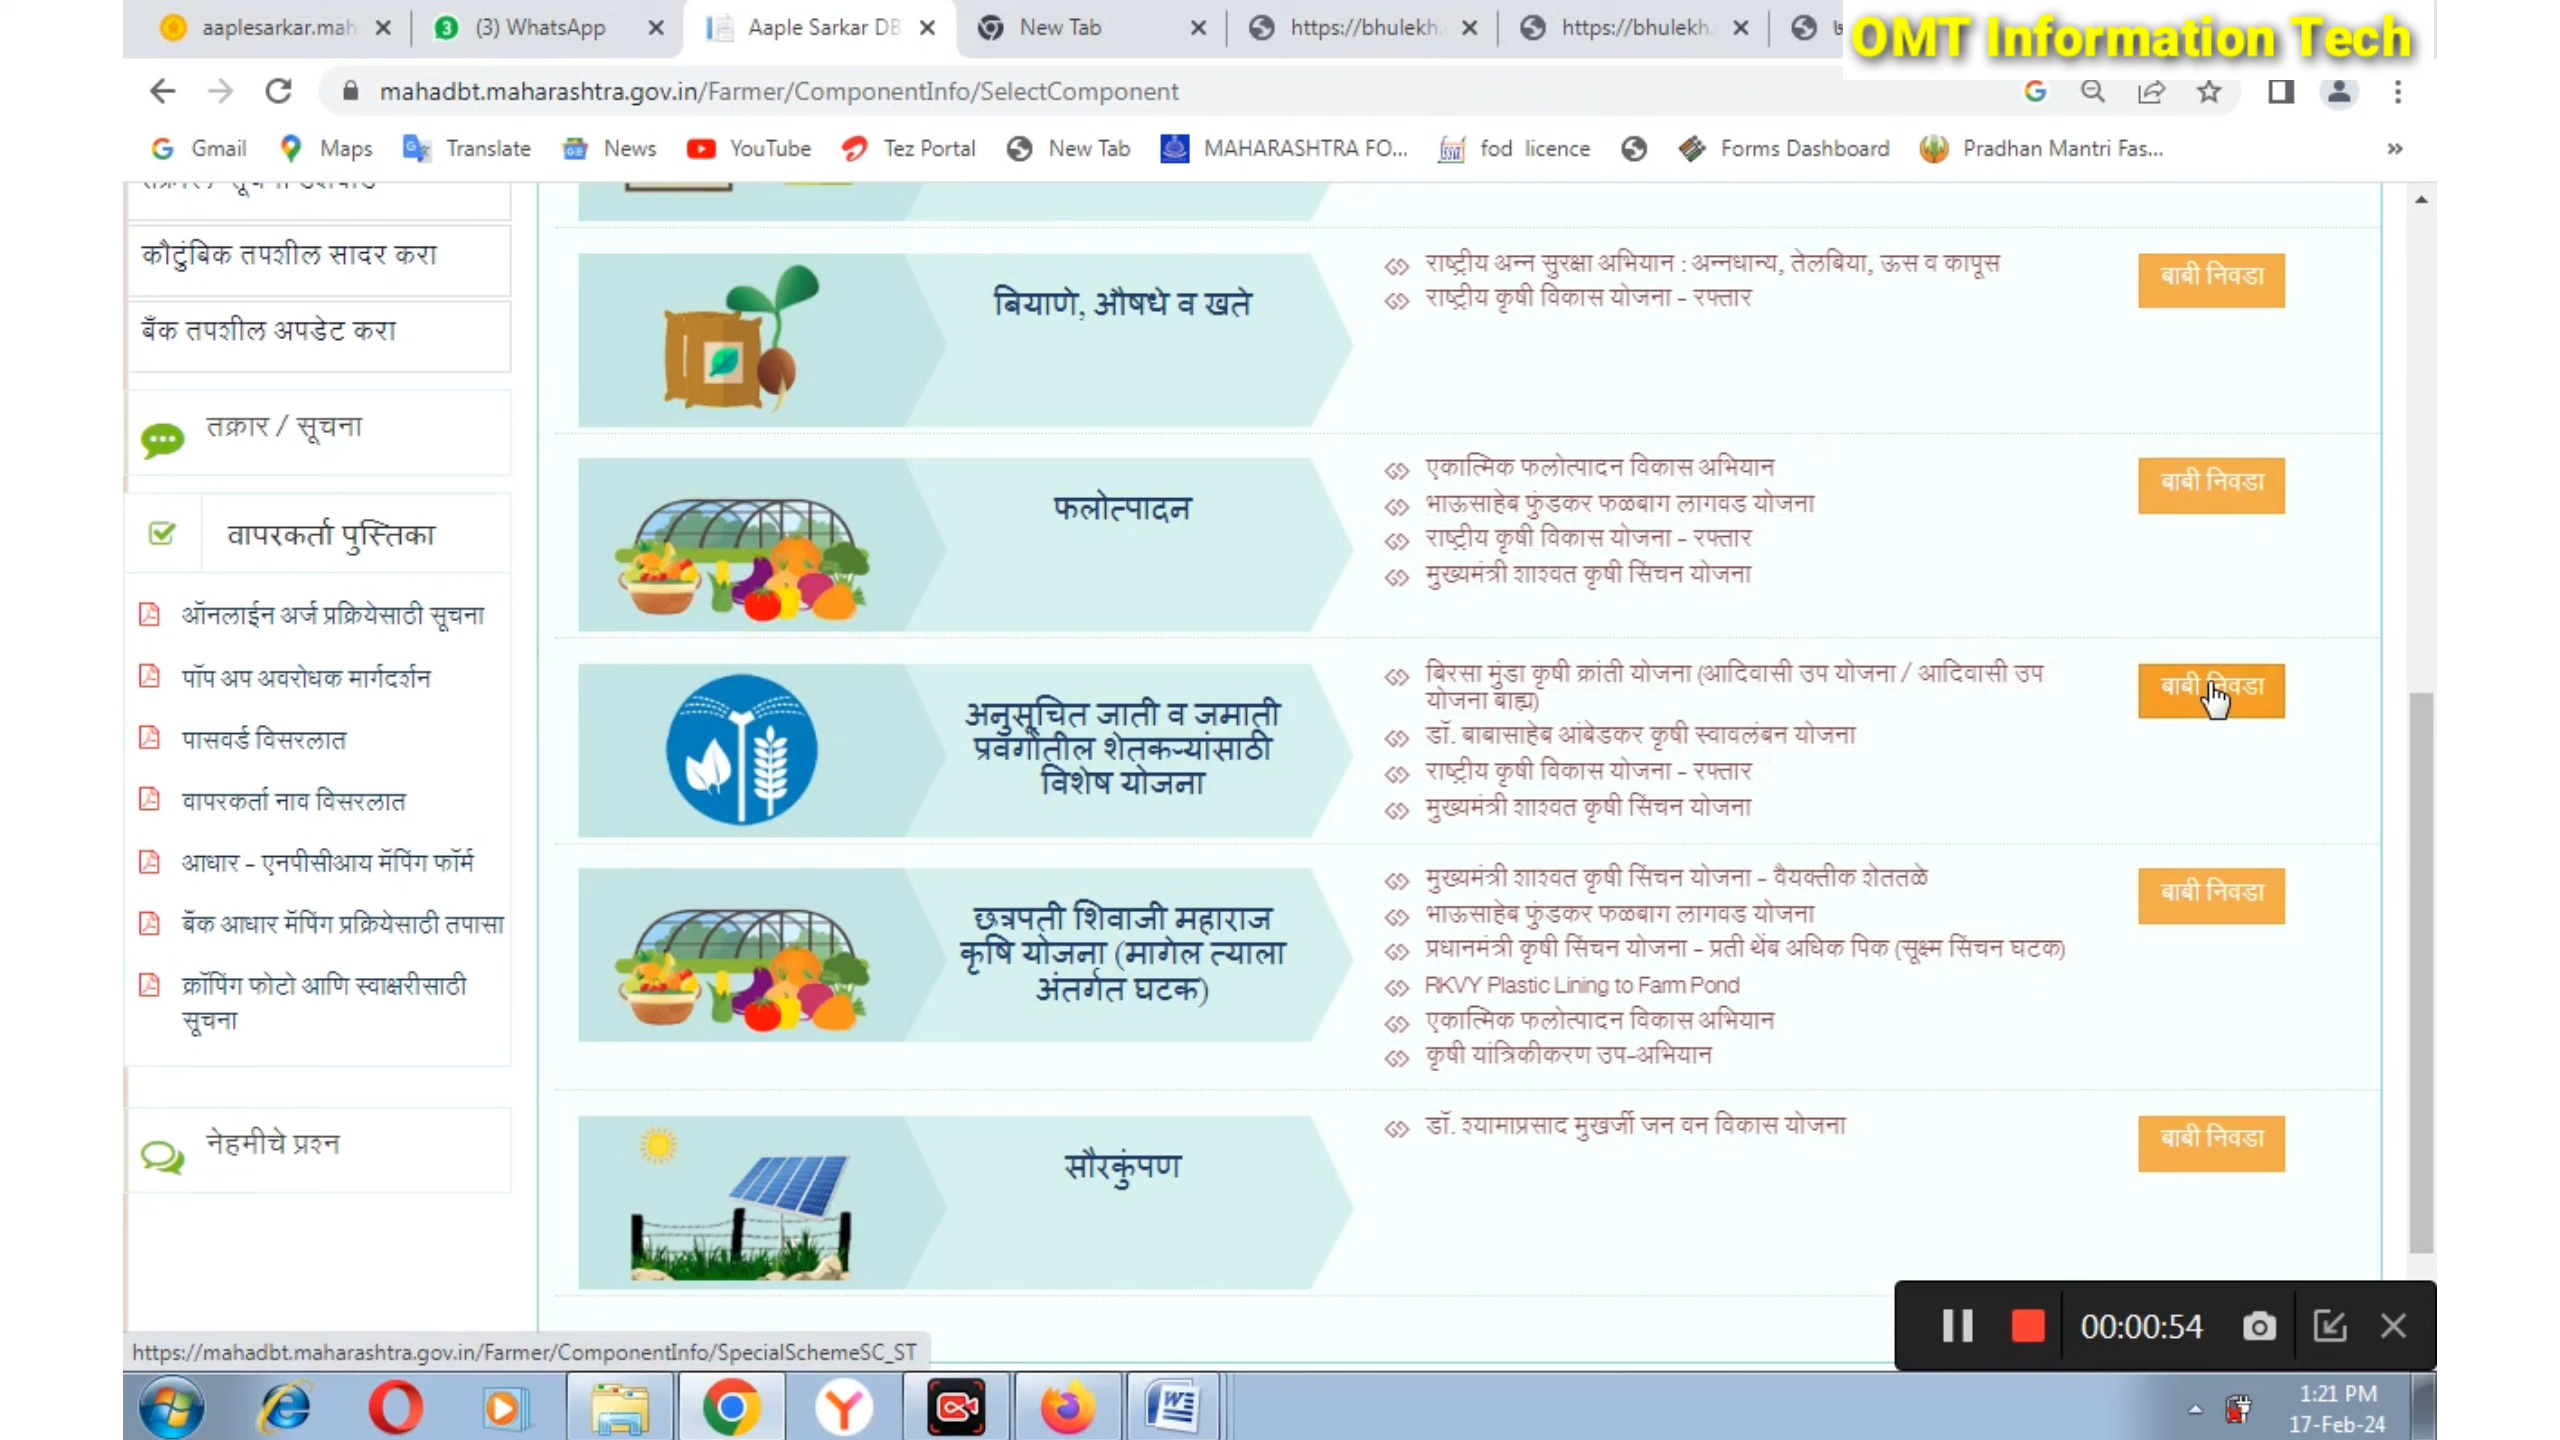 aaplesarkar.mah
(3) WhatsApp
Aaple Sarkar DB
New Tab
https://bhulekh.
https://bhulekh.
OMT Information Tech
mahadbt.maharashtra.gov.in/Farmer/ComponentInfo/SelectComponent
Gmail
Maps
Translate
News
YouTube
Tez Portal
New Tab
MAHARASHTRA FO...
fod licence
Forms Dashboard
Pradhan Mantri Fas...
कौटुंबिक तपशील सादर करा
बँक तपशील अपडेट करा
तक्रार / सूचना
वापरकर्ता पुस्तिका
ऑनलाईन अर्ज प्रक्रियेसाठी सूचना
पॉप अप अवरोधक मार्गदर्शन
पासवर्ड विसरलात
वापरकर्ता नाव विसरलात
आधार - एनपीसीआय मॅपिंग फॉर्म
बँक आधार मॅपिंग प्रक्रियेसाठी तपासा
क्रॉपिंग फोटो आणि स्वाक्षरीसाठी
सूचना
नेहमीचे प्रश्न
बियाणे, औषधे व खते
राष्ट्रीय अन्न सुरक्षा अभियान : अन्नधान्य, तेलबिया, ऊस व कापूस
राष्ट्रीय कृषी विकास योजना - रफ्तार
बाबी निवडा
फलोत्पादन
एकात्मिक फलोत्पादन विकास अभियान
भाऊसाहेब फुंडकर फळबाग लागवड योजना
राष्ट्रीय कृषी विकास योजना - रफ्तार
मुख्यमंत्री शाश्वत कृषी सिंचन योजना
बाबी निवडा
अनुसूचित जाती व जमाती
प्रवर्गातील शेतकऱ्यांसाठी
विशेष योजना
बिरसा मुंडा कृषी क्रांती योजना (आदिवासी उप योजना / आदिवासी उप
योजना बाह्य)
डॉ. बाबासाहेब आंबेडकर कृषी स्वावलंबन योजना
राष्ट्रीय कृषी विकास योजना - रफ्तार
मुख्यमंत्री शाश्वत कृषी सिंचन योजना
बाबी निवडा
छत्रपती शिवाजी महाराज
कृषि योजना (मागेल त्याला
अंतर्गत घटक)
मुख्यमंत्री शाश्वत कृषी सिंचन योजना - वैयक्तीक शेततळे
भाऊसाहेब फुंडकर फळबाग लागवड योजना
प्रधानमंत्री कृषी सिंचन योजना - प्रती थेंब अधिक पिक (सूक्ष्म सिंचन घटक)
RKVY Plastic Lining to Farm Pond
एकात्मिक फलोत्पादन विकास अभियान
कृषी यांत्रिकीकरण उप-अभियान
बाबी निवडा
सौरकुंपण
डॉ. श्यामाप्रसाद मुखर्जी जन वन विकास योजना
बाबी निवडा
00:00:54
https://mahadbt.maharashtra.gov.in/Farmer/ComponentInfo/SpecialSchemeSC_ST
1:21 PM
17-Feb-24